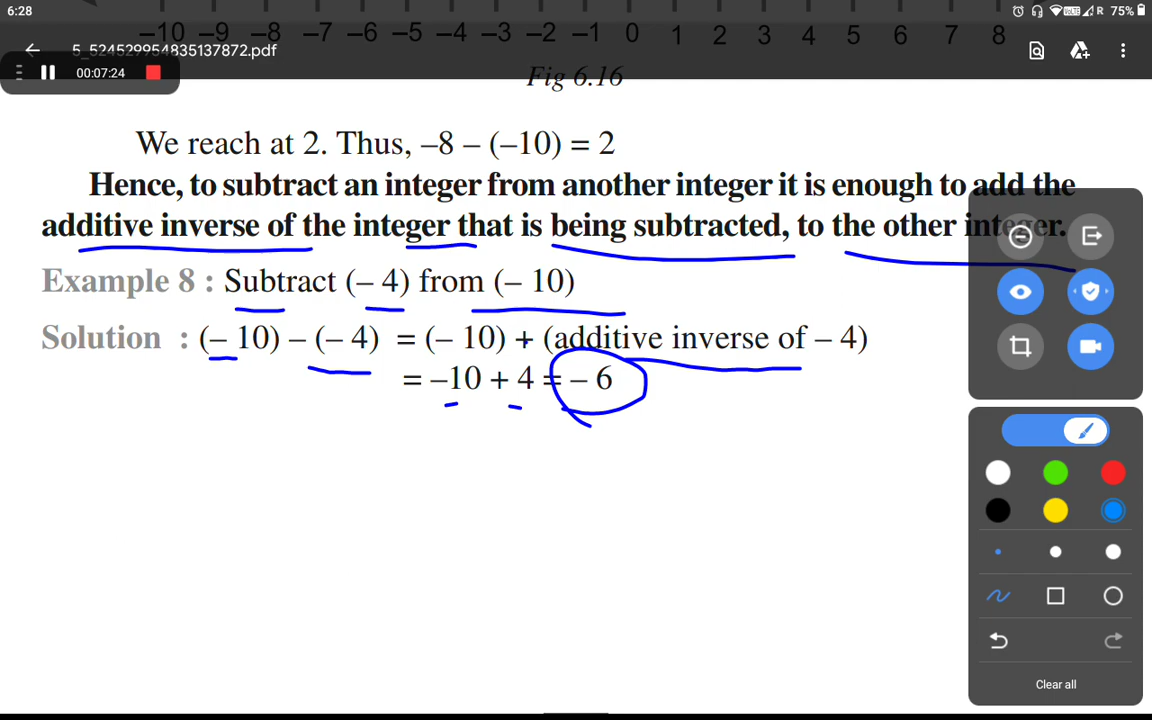 6:28 R 75%
–10 –9 –8 –7 –6 –5 –4 –3 –2 –1 0 1 2 3 4 5 6 7 8
5_524529954835137872.pdf
00:07:24
Fig 6.16
We reach at 2. Thus, –8 – (–10) = 2
Hence, to subtract an integer from another integer it is enough to add the
additive inverse of the integer that is being subtracted, to the other integer.
Example 8 : Subtract (– 4) from (– 10)
Solution : (– 10) – (– 4) = (– 10) + (additive inverse of – 4)
= –10 + 4 = – 6
Clear all